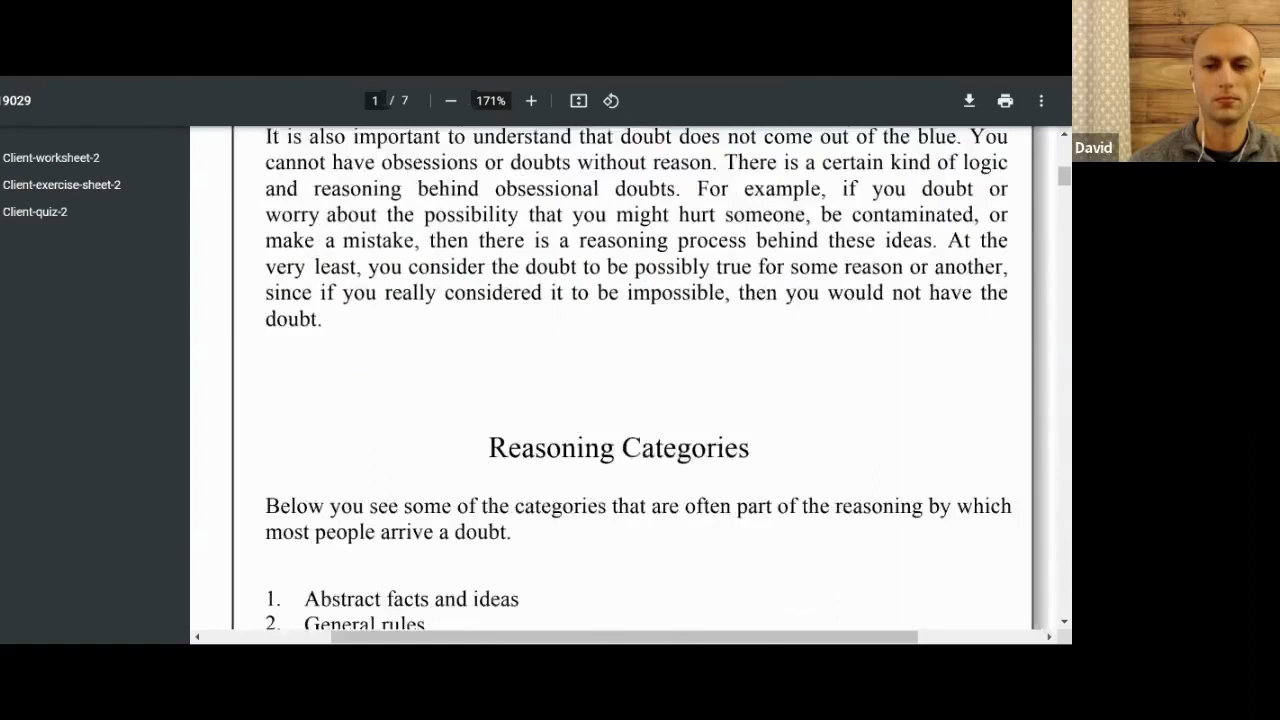 19029
1 / 7
171%
Client-worksheet-2
Client-exercise-sheet-2
Client-quiz-2
It is also important to understand that doubt does not come out of the blue. You
cannot have obsessions or doubts without reason. There is a certain kind of logic
and reasoning behind obsessional doubts. For example, if you doubt or
worry about the possibility that you might hurt someone, be contaminated, or
make a mistake, then there is a reasoning process behind these ideas. At the
very least, you consider the doubt to be possibly true for some reason or another,
since if you really considered it to be impossible, then you would not have the
doubt.
Reasoning Categories
Below you see some of the categories that are often part of the reasoning by which
most people arrive a doubt.
1. Abstract facts and ideas
2. General rules
David